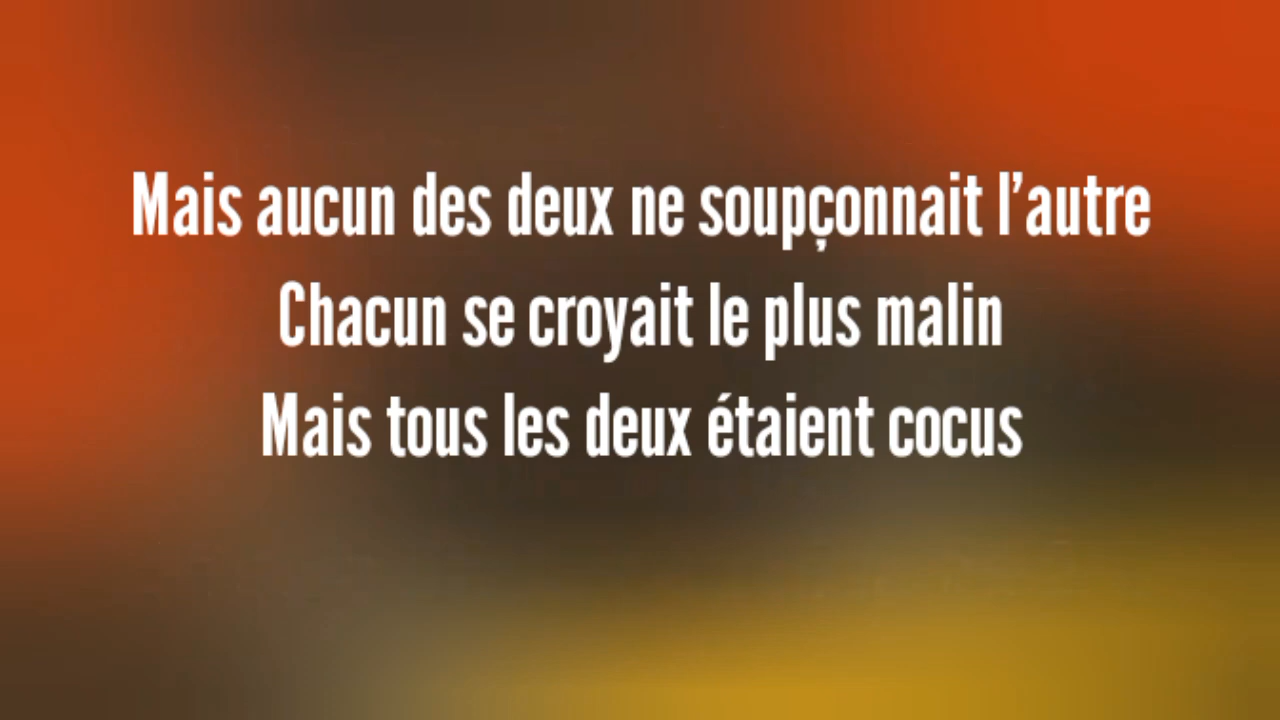 Mais aucun des deux ne soupçonnait l’autre
Chacun se croyait le plus malin
Mais tous les deux étaient cocus